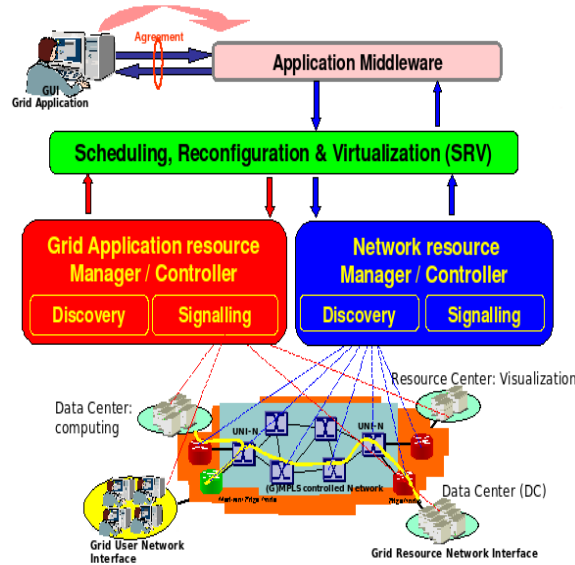 Agreement
Application Middleware
GUI
Grid Application
Scheduling, Reconfiguration & Virtualization (SRV)
Grid Application resource
Manager / Controller
Discovery
Signalling
Network resource
Manager / Controller
Discovery
Signalling
Resource Center: Visualization
Data Center:
computing
UNI-N
UNI-N
(G)MPLS controlled Network
Data Center (DC)
Grid User Network
Interface
Grid Resource Network Interface